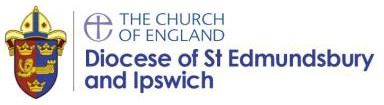 THE CHURCH
OF ENGLAND
Diocese of St Edmundsbury
and Ipswich